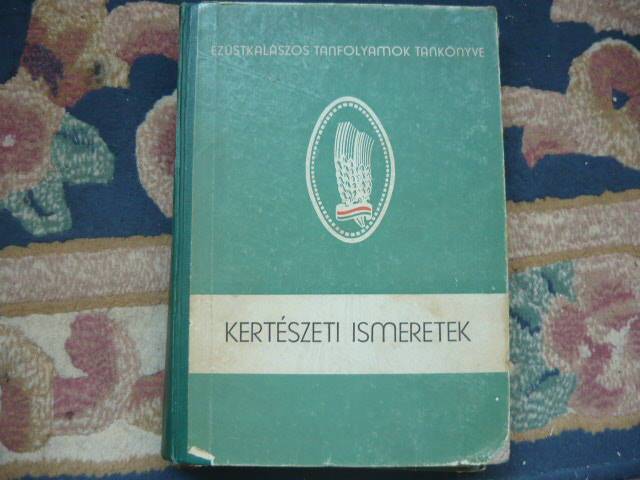 EZÜSTKALÁSZOS TANFOLYAMOK TANKÖNYVE
KERTÉSZETI ISMERETEK